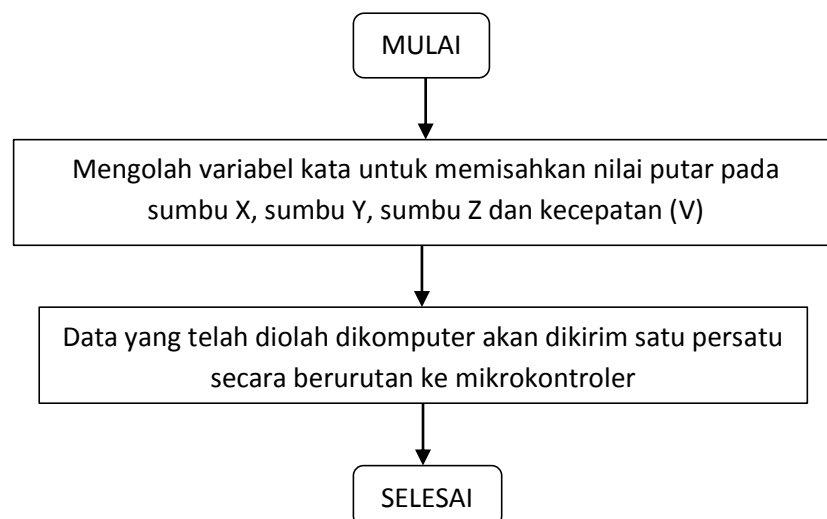 MULAI
Mengolah variabel kata untuk memisahkan nilai putar pada
sumbu X, sumbu Y, sumbu Z dan kecepatan (V)
Data yang telah diolah dikomputer akan dikirim satu persatu
secara berurutan ke mikrokontroler
SELESAI